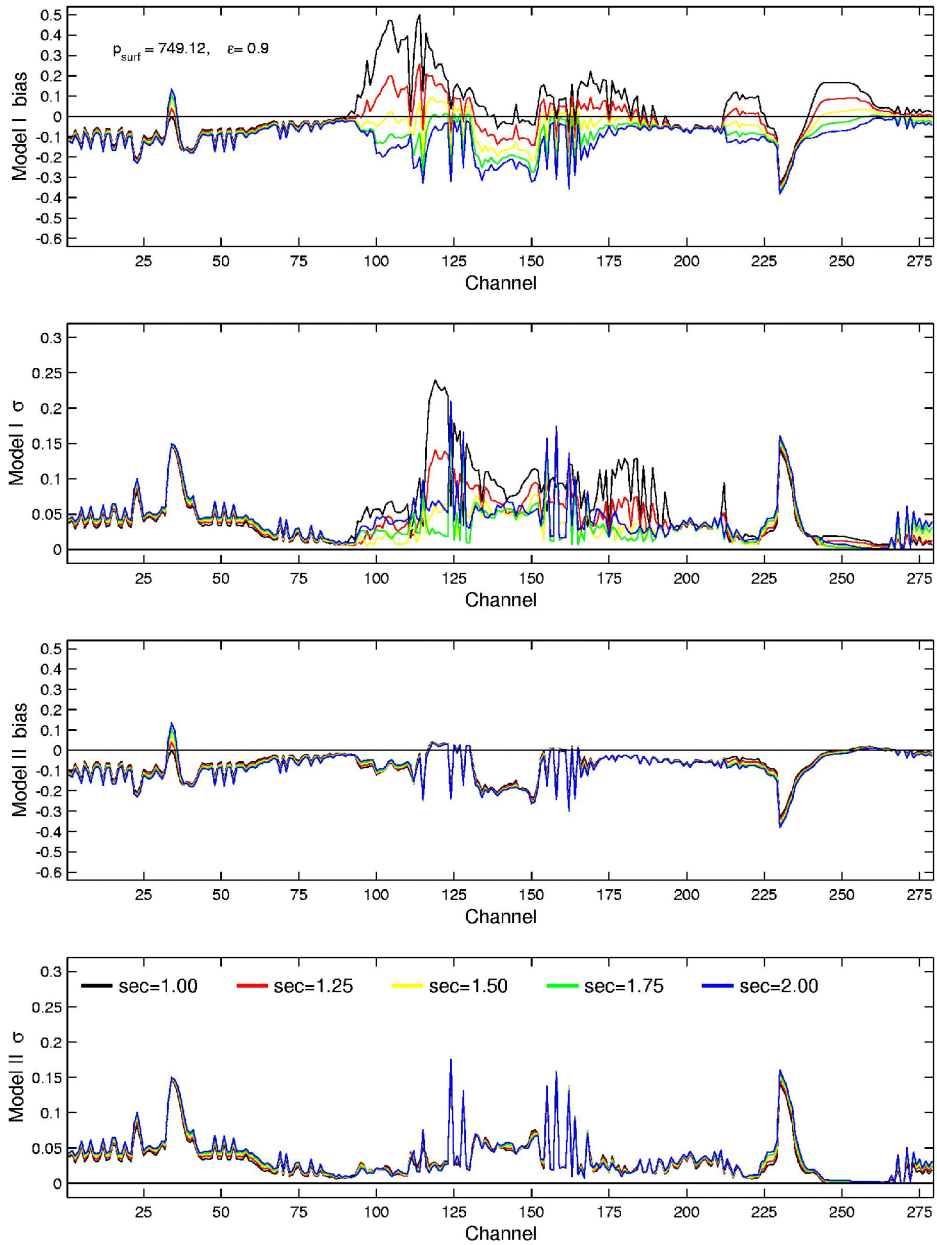 0.5
0.4
0.3
0.2
0.1
0
-0.1
-0.2
-0.3
0.4
0.5
-0.6
Model I bias
p_surf = 749.12, ε= 0.9
25 50 75 100 125 150 175 200 225 250 275
Channel
0.3
0.25
0.2
0.15
0.1
0.05
0
Model I σ
25 50 75 100 125 150 175 200 225 250 275
Channel
0.5
0.4
0.3
0.2
0.1
0
-0.1
-0.2
-0.3
-0.4
-0.5
-0.6
Model II bias
25 50 75 100 125 150 175 200 225 250 275
Channel
0.3
0.25
0.2
0.15
0.1
0.05
0
Model II σ
sec=1.00 sec=1.25 sec=1.50 sec=1.75 sec=2.00
25 50 75 100 125 150 175 200 225 250 275
Channel